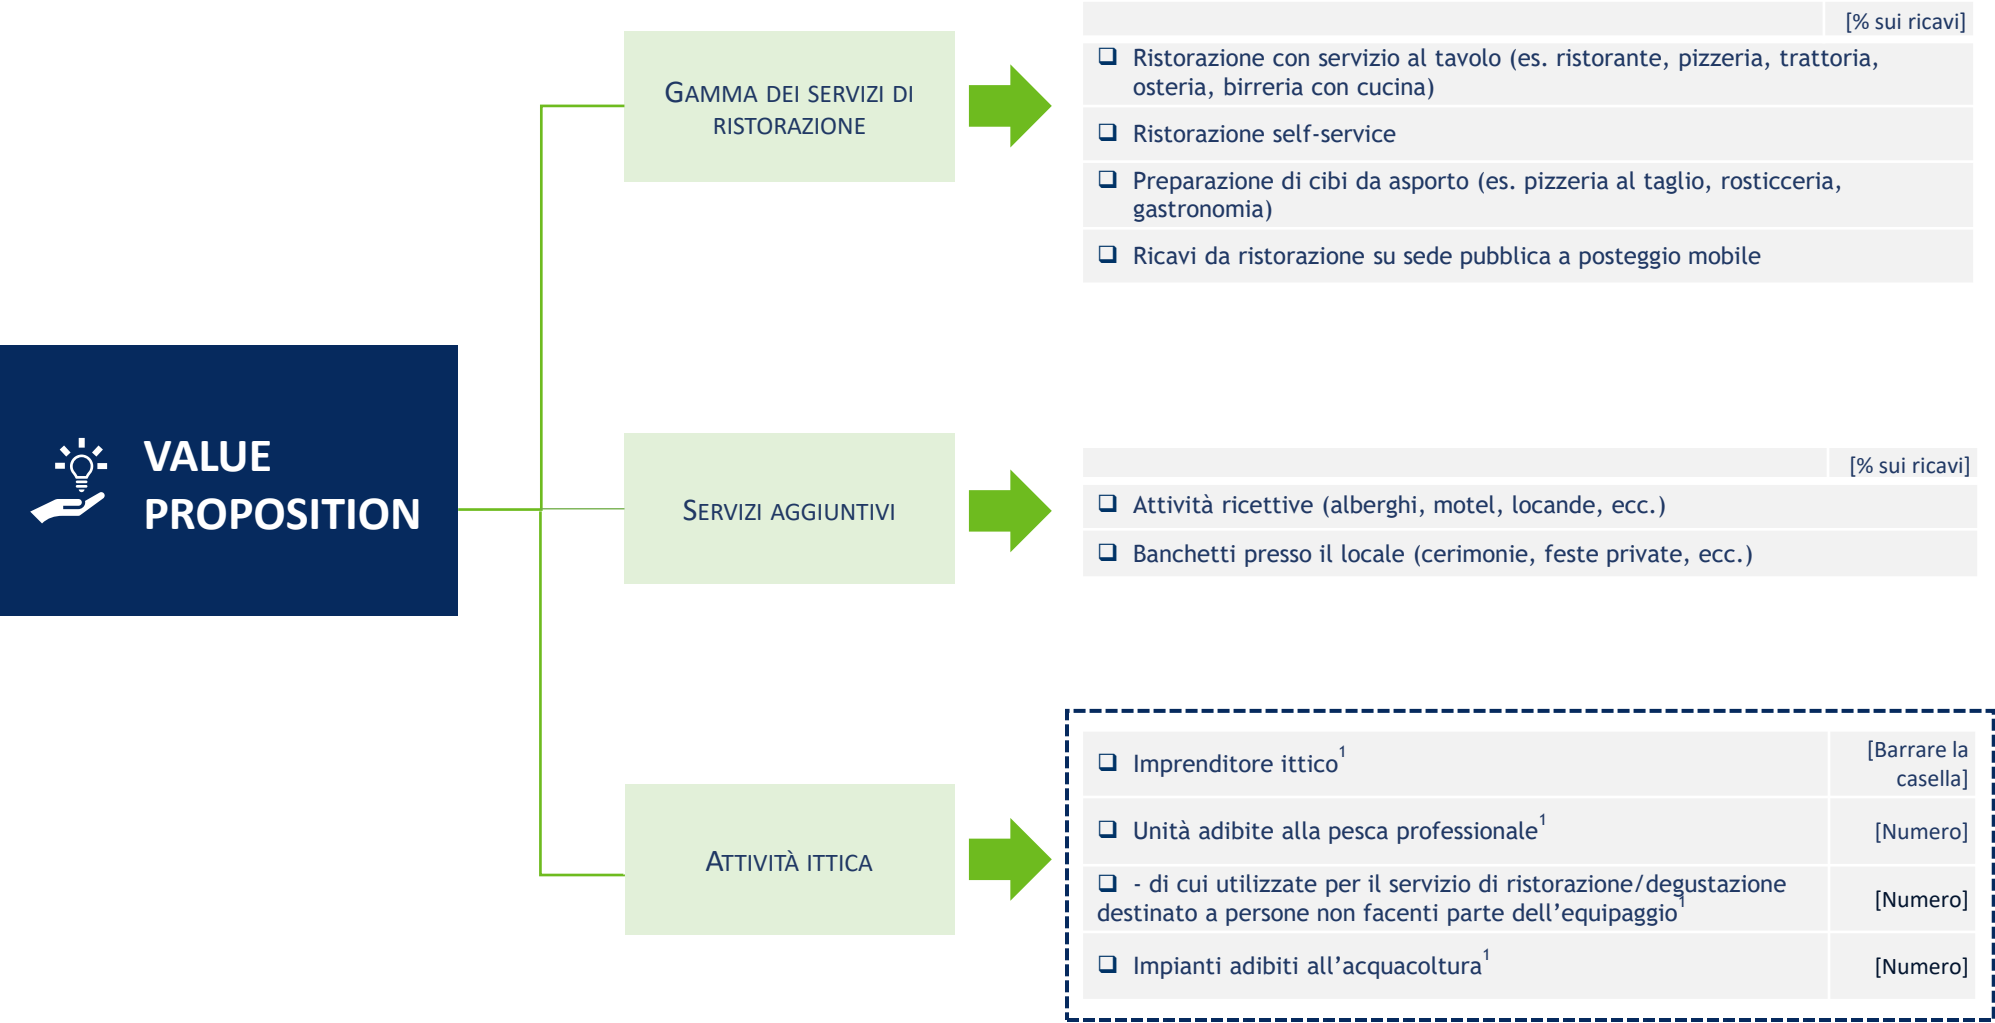 VALUE
PROPOSITION
GAMMA DEI SERVIZI DI
RISTORAZIONE
[% sui ricavi]
❑ Ristorazione con servizio al tavolo (es. ristorante, pizzeria, trattoria,
osteria, birreria con cucina)
❑ Ristorazione self-service
❑ Preparazione di cibi da asporto (es. pizzeria al taglio, rosticceria,
gastronomia)
❑ Ricavi da ristorazione su sede pubblica a posteggio mobile
SERVIZI AGGIUNTIVI
[% sui ricavi]
❑ Attività ricettive (alberghi, motel, locande, ecc.)
❑ Banchetti presso il locale (cerimonie, feste private, ecc.)
ATTIVITÀ ITTICA
❑ Imprenditore ittico¹
[Barrare la
casella]
❑ Unità adibite alla pesca professionale¹
[Numero]
❑ - di cui utilizzate per il servizio di ristorazione/degustazione
destinato a persone non facenti parte dell’equipaggio¹
[Numero]
❑ Impianti adibiti all’acquacoltura¹
[Numero]